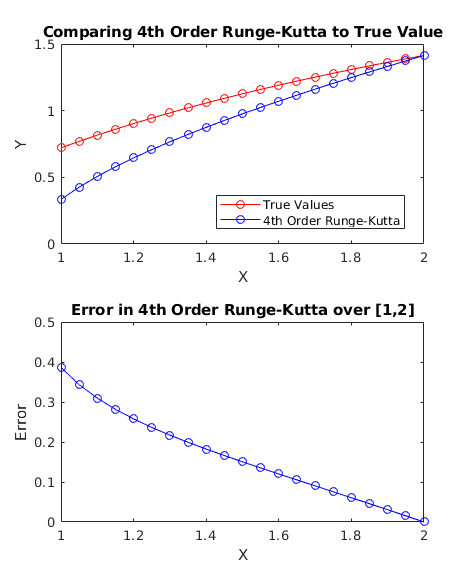 Comparing 4th Order Runge-Kutta to True Value
1.5
1
0.5
0
Y
True Values
4th Order Runge-Kutta
1 1.2 1.4 1.6 1.8 2
X
Error in 4th Order Runge-Kutta over [1,2]
0.5
0.4
0.3
0.2
0.1
0
Error
1 1.2 1.4 1.6 1.8 2
X